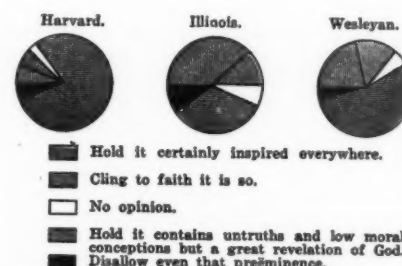 Harvard. Illinois. Wesleyan.
Hold it certainly inspired everywhere.
Cling to faith it is so.
No opinion.
Hold it contains untruths and low moral
conceptions but a great revelation of God.
Disallow even that preëminence.